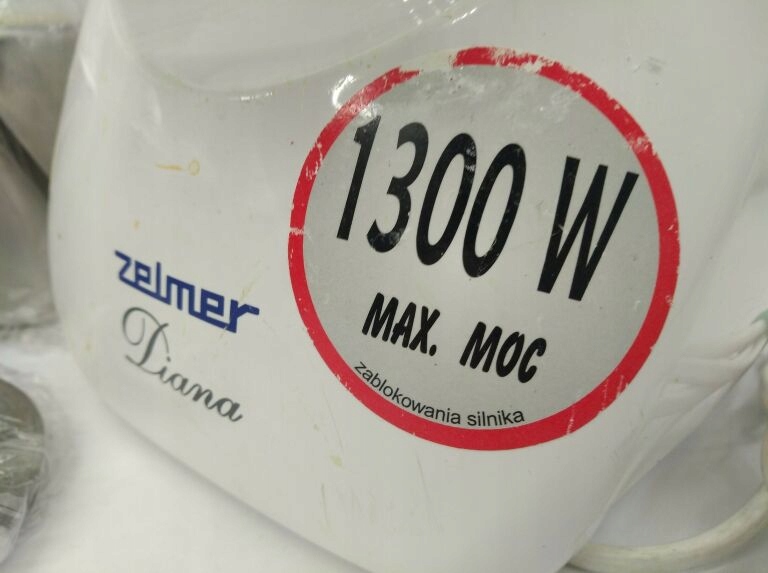 zelmer
Diana
1300 W
MAX. MOC
zablokowania silnika